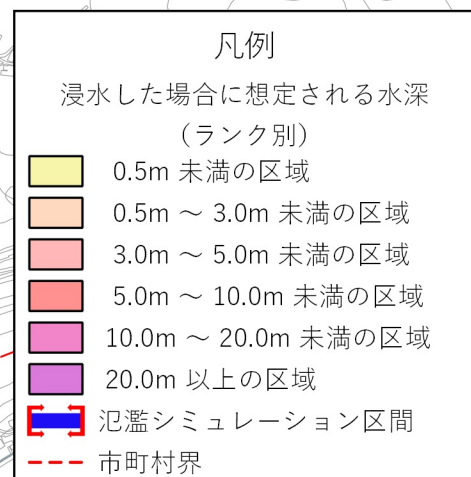 凡例
浸水した場合に想定される水深
(ランク別)
0.5m 未満の区域
0.5m ～ 3.0m 未満の区域
3.0m ～ 5.0m 未満の区域
5.0m ～ 10.0m 未満の区域
10.0m ～ 20.0m 未満の区域
20.0m 以上の区域
氾濫シミュレーション区間
市町村界